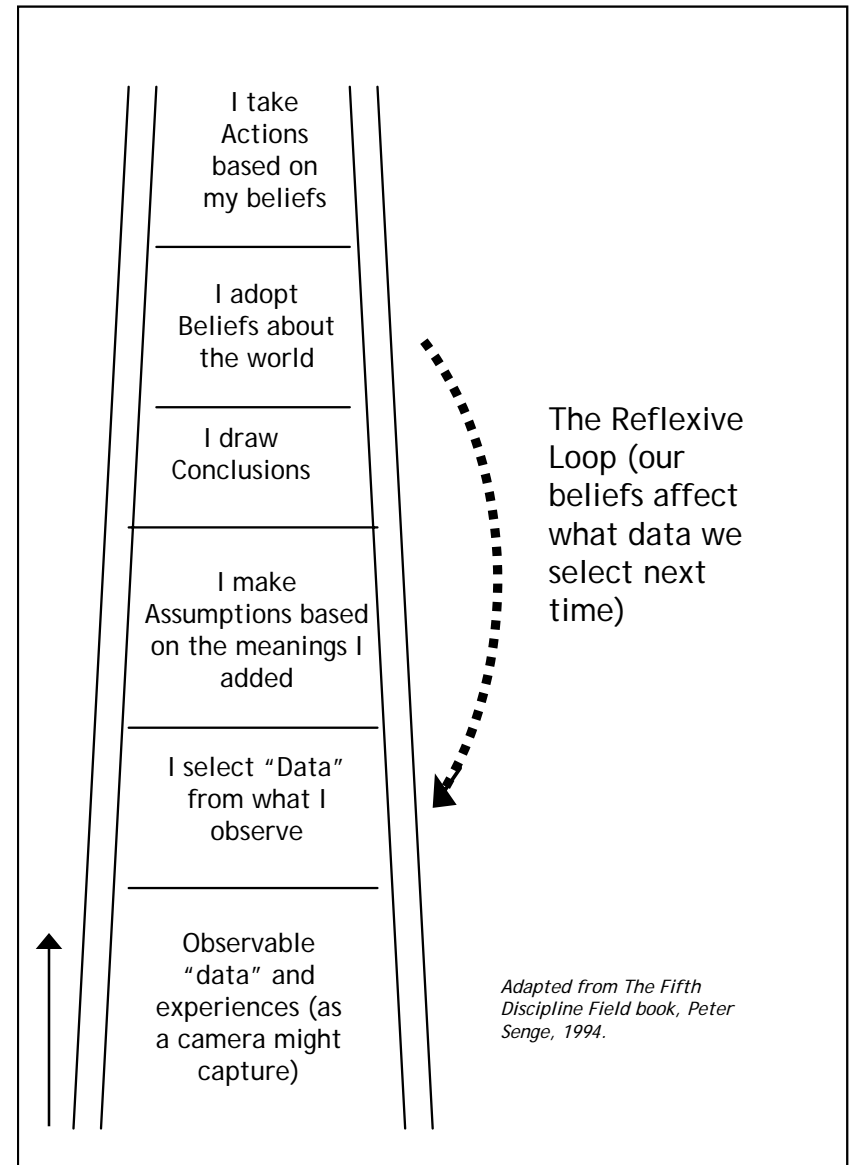 I take
Actions
based on
my beliefs
I adopt
Beliefs about
the world
I draw
Conclusions
I make
Assumptions based
on the meanings I
added
I select “Data”
from what I
observe
Observable
“data” and
experiences (as
a camera might
capture)
The Reflexive
Loop (our
beliefs affect
what data we
select next
time)
Adapted from The Fifth
Discipline Field book, Peter
Senge, 1994.